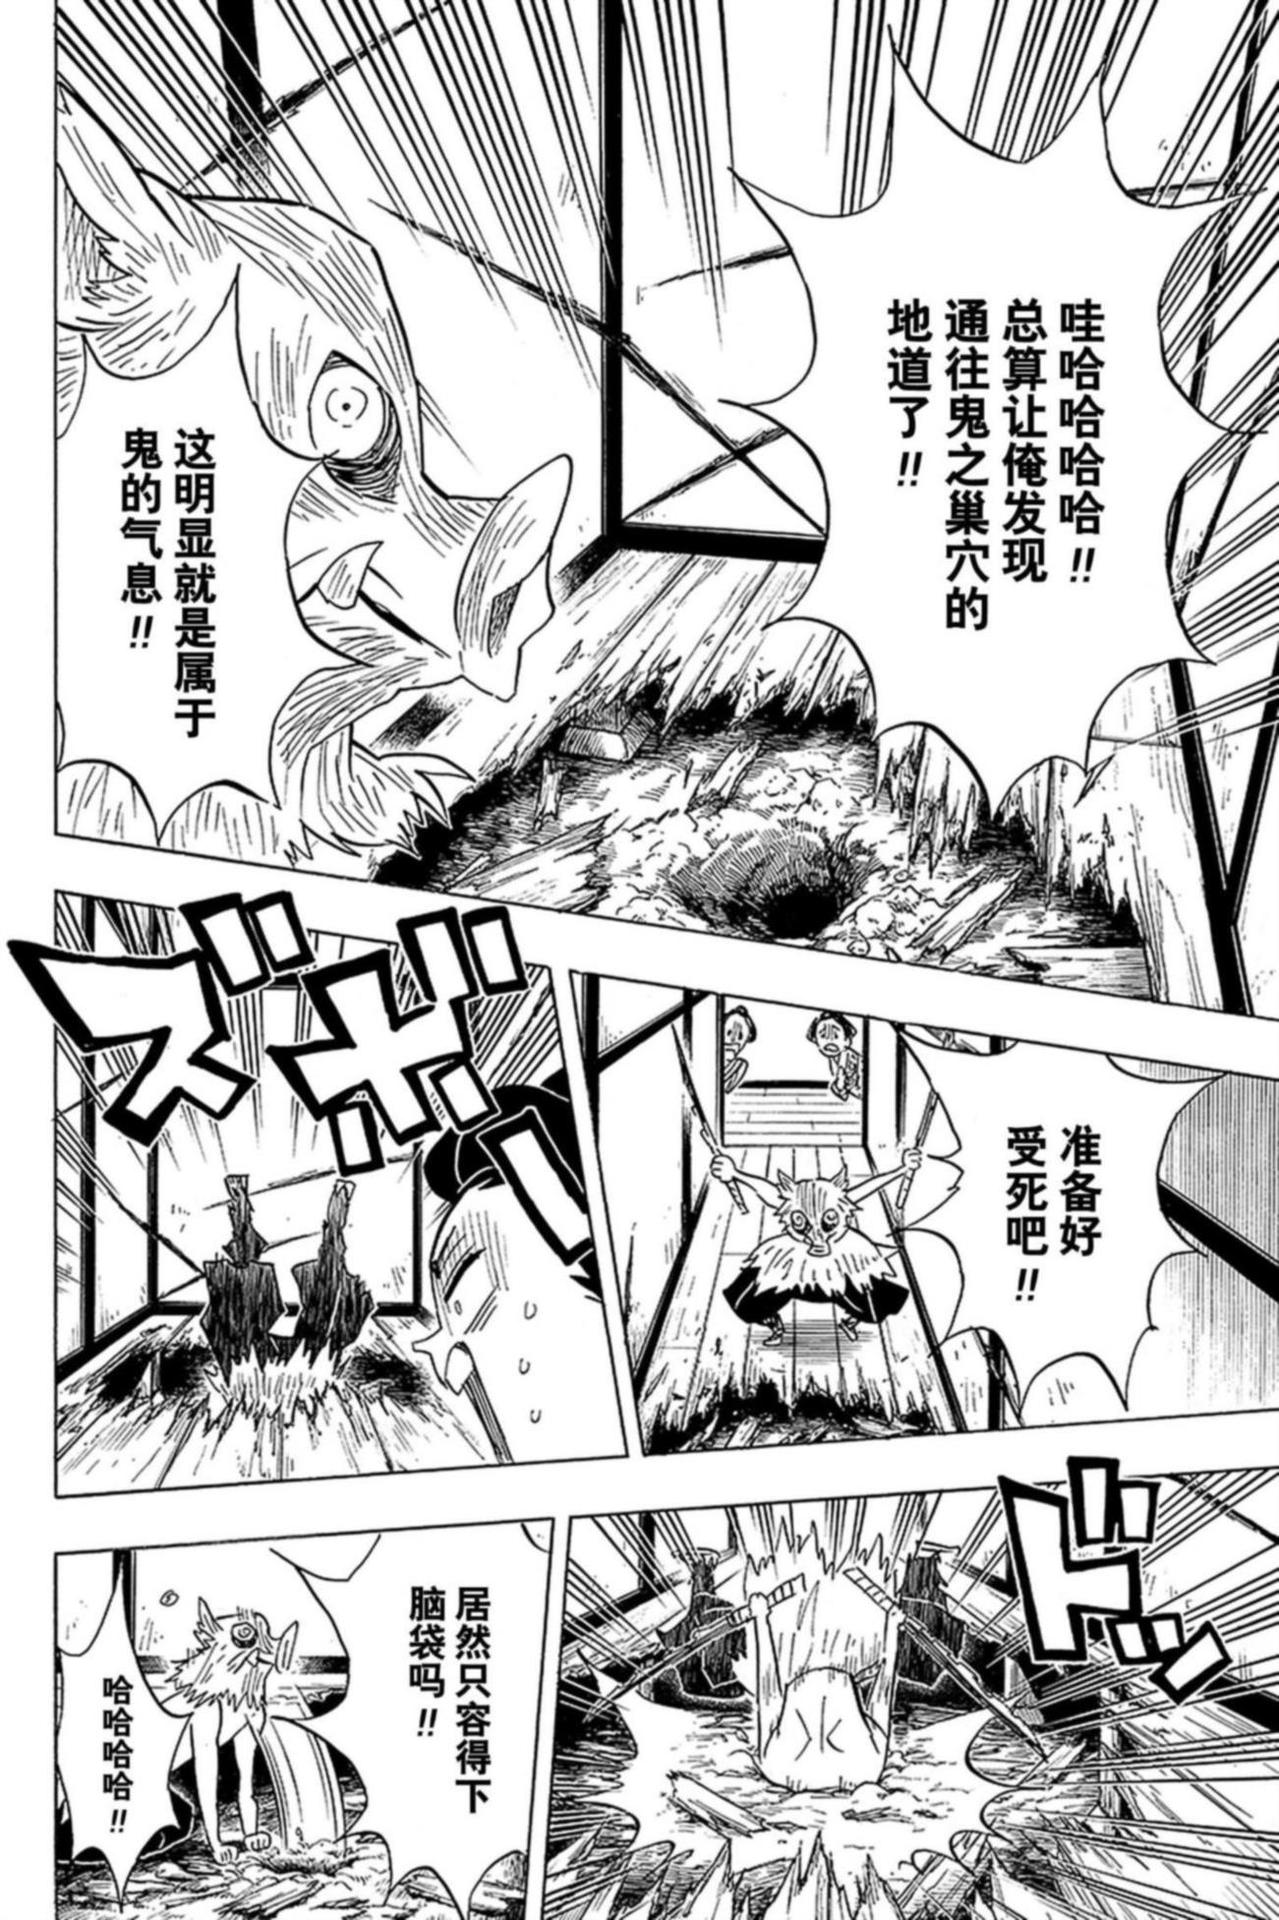 哇哈哈哈哈!!
总算让俺发现
通往鬼之巢穴的
地道了!!
这明显就是属于
鬼的气息!!
准备好
受死吧!!
ズボッ!
ドッ
居然只容得下
脑袋吗!!
哈哈哈哈!!